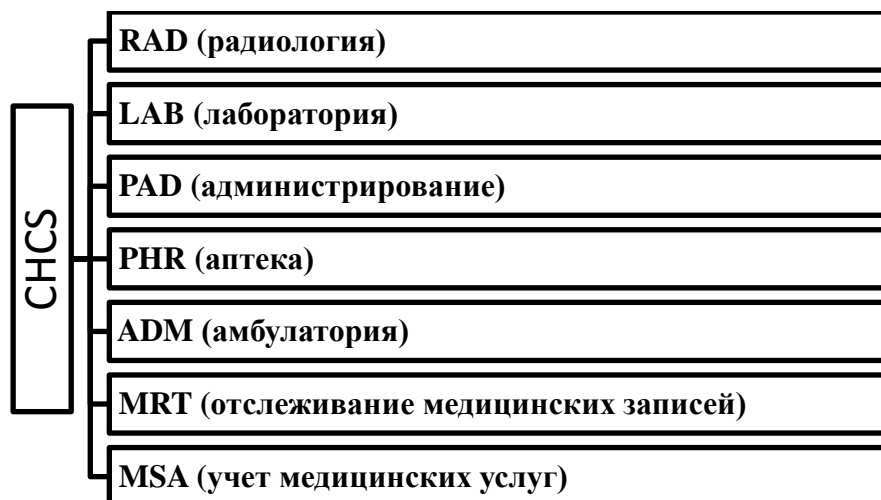 CHCS
RAD (радиология)
LAB (лаборатория)
PAD (администрирование)
PHR (аптека)
ADM (амбулатория)
MRT (отслеживание медицинских записей)
MSA (учет медицинских услуг)